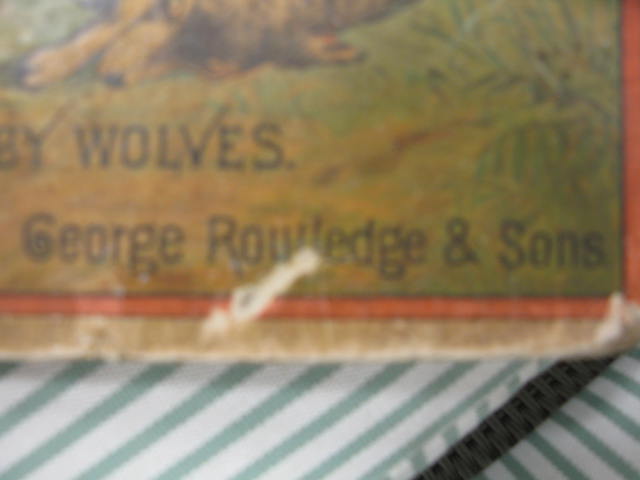 BY WOLVES.
George Routledge & Sons